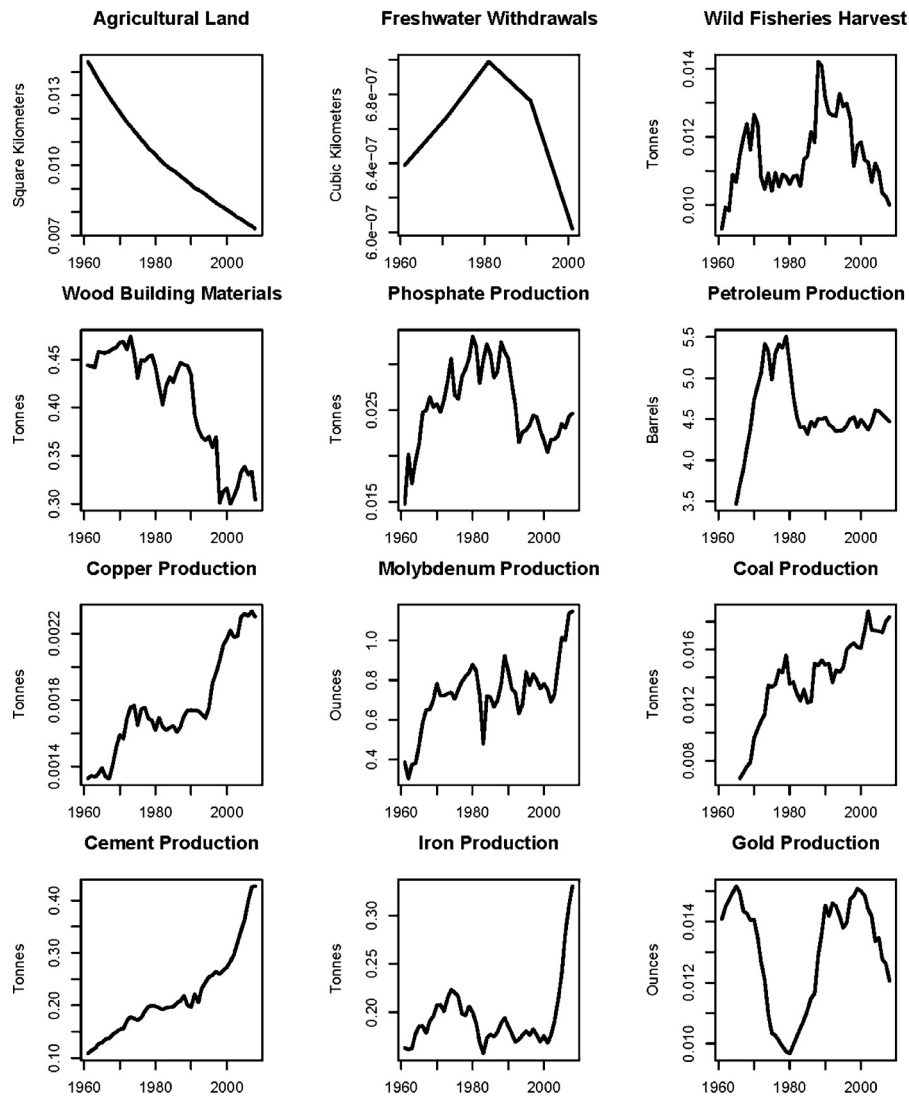 Agricultural Land
Square Kilometers
0.007 0.010 0.013
1960 1980 2000
Freshwater Withdrawals
Cubic Kilometers
6.0e-07 6.4e-07 6.8e-07
1960 1980 2000
Wild Fisheries Harvest
Tonnes
0.010 0.012 0.014
1960 1980 2000
Wood Building Materials
Tonnes
0.30 0.35 0.40 0.45
1960 1980 2000
Phosphate Production
Tonnes
0.015 0.025
1960 1980 2000
Petroleum Production
Barrels
3.5 4.5 5.0 5.5
1960 1980 2000
Copper Production
Tonnes
0.0014 0.0018 0.0022
1960 1980 2000
Molybdenum Production
Ounces
0.4 0.6 0.8 1.0
1960 1980 2000
Coal Production
Tonnes
0.008 0.012 0.016
1960 1980 2000
Cement Production
Tonnes
0.10 0.20 0.30 0.40
1960 1980 2000
Iron Production
Tonnes
0.20 0.25 0.30
1960 1980 2000
Gold Production
Ounces
0.010 0.012 0.014
1960 1980 2000